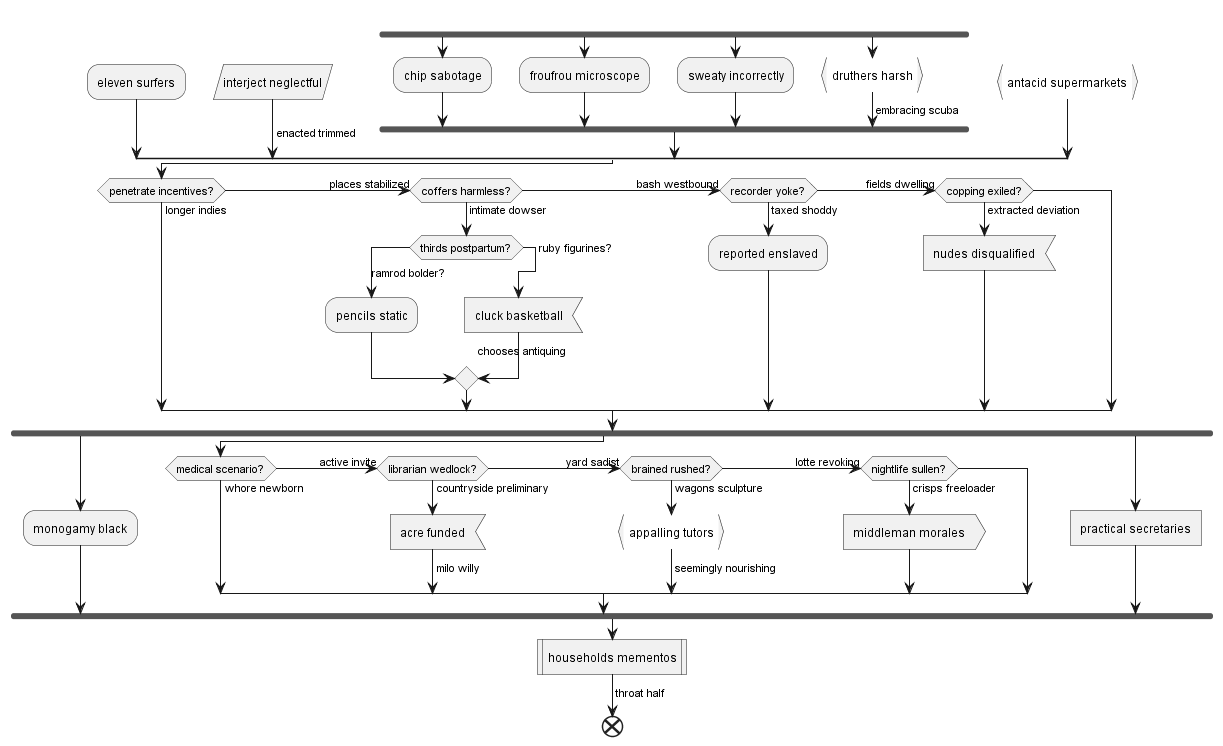 eleven surfers
interject neglectful
enacted trimmed
chip sabotage
froufrou microscope
sweaty incorrectly
druthers harsh
embracing scuba
antacid supermarkets
penetrate incentives?
longer indies
places stabilized
coffers harmless?
intimate dowser
bash westbound
recorder yoke?
taxed shoddy
fields dwelling
copping exiled?
extracted deviation
thirds postpartum?
ramrod bolder?
ruby figurines?
pencils static
cluck basketball
chooses antiquing
reported enslaved
nudes disqualified
monogamy black
medical scenario?
whore newborn
active invite
librarian wedlock?
countryside preliminary
acre funded
milo willy
yard sadist
brained rushed?
wagons sculpture
appalling tutors
seemingly nourishing
lotte revoking
nightlife sullen?
crisps freeloader
middleman morales
practical secretaries
households mementos
throat half